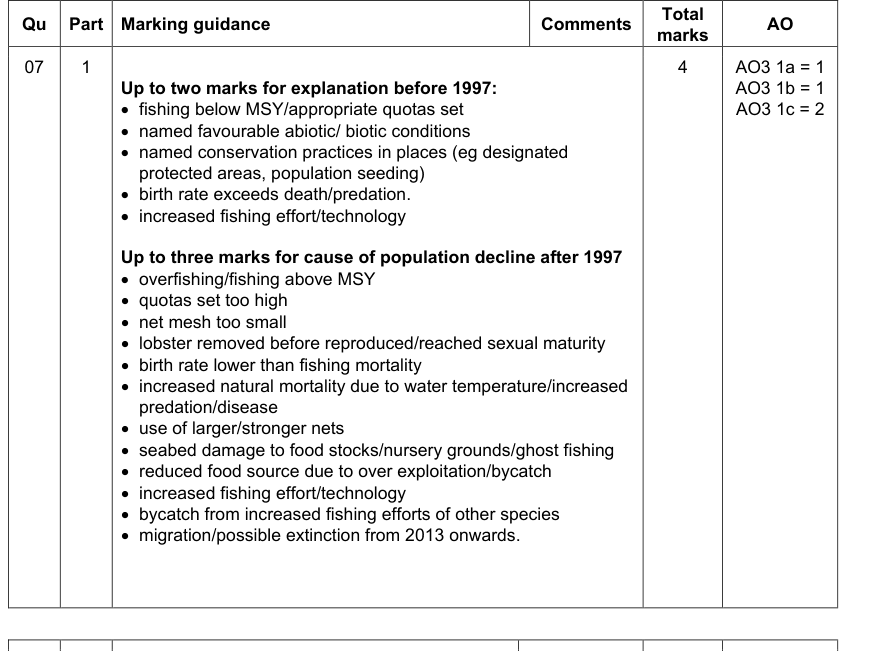 Qu Part Marking guidance Comments Total marks AO
07 1 4 AO3 1a = 1
AO3 1b = 1
AO3 1c = 2
Up to two marks for explanation before 1997:
• fishing below MSY/appropriate quotas set
• named favourable abiotic/ biotic conditions
• named conservation practices in places (eg designated
protected areas, population seeding)
• birth rate exceeds death/predation.
• increased fishing effort/technology
Up to three marks for cause of population decline after 1997
• overfishing/fishing above MSY
• quotas set too high
• net mesh too small
• lobster removed before reproduced/reached sexual maturity
• birth rate lower than fishing mortality
• increased natural mortality due to water temperature/increased
predation/disease
• use of larger/stronger nets
• seabed damage to food stocks/nursery grounds/ghost fishing
• reduced food source due to over exploitation/bycatch
• increased fishing effort/technology
• bycatch from increased fishing efforts of other species
• migration/possible extinction from 2013 onwards.